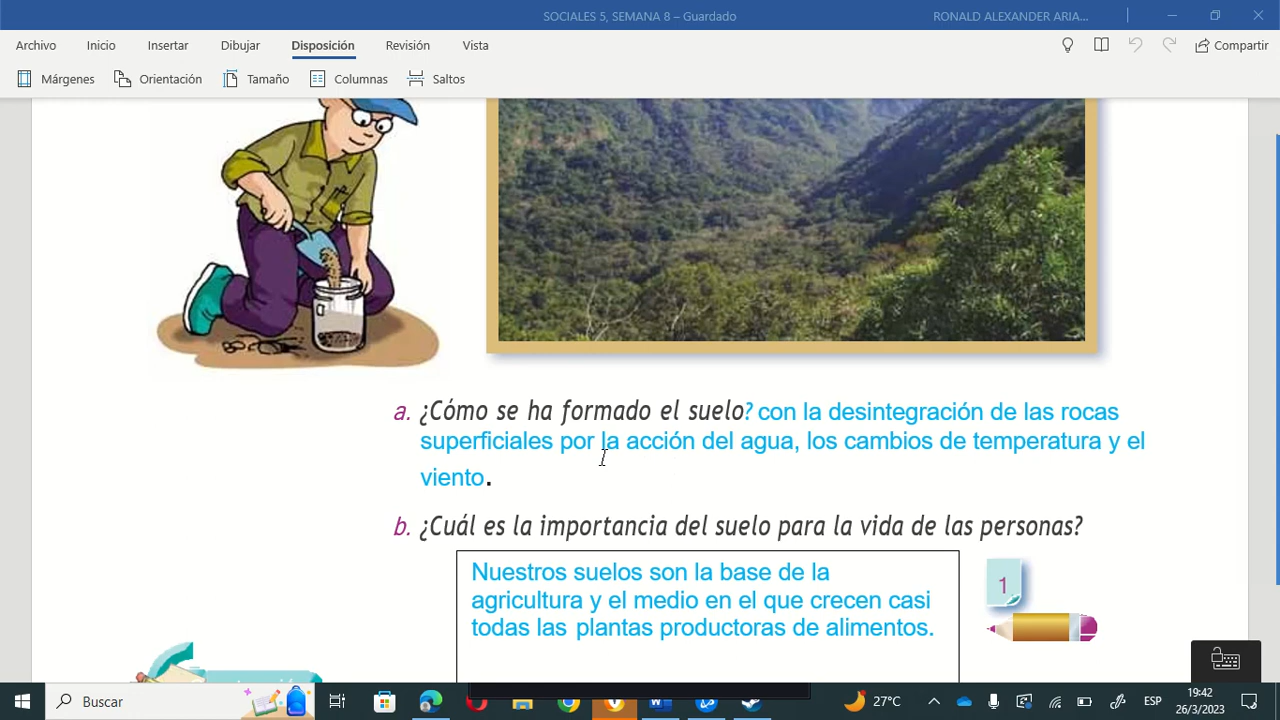 SOCIALES 5, SEMANA 8 – Guardado
RONALD ALEXANDER ARIA...
Archivo Inicio Insertar Dibujar Disposición Revisión Vista Compartir
Márgenes Orientación Tamaño Columnas Saltos
a. ¿Cómo se ha formado el suelo? con la desintegración de las rocas
superficiales por la acción del agua, los cambios de temperatura y el
viento.
b. ¿Cuál es la importancia del suelo para la vida de las personas?
Nuestros suelos son la base de la
agricultura y el medio en el que crecen casi
todas las plantas productoras de alimentos.
1
Buscar
27°C
ESP
19:42
26/3/2023